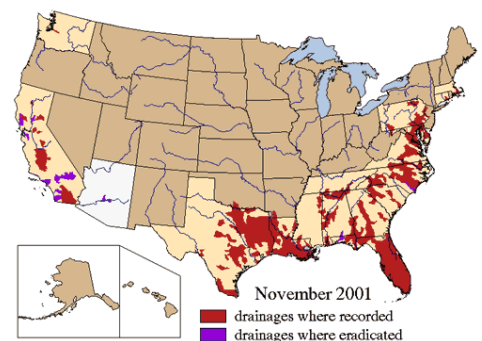 November 2001
drainages where recorded
drainages where eradicated